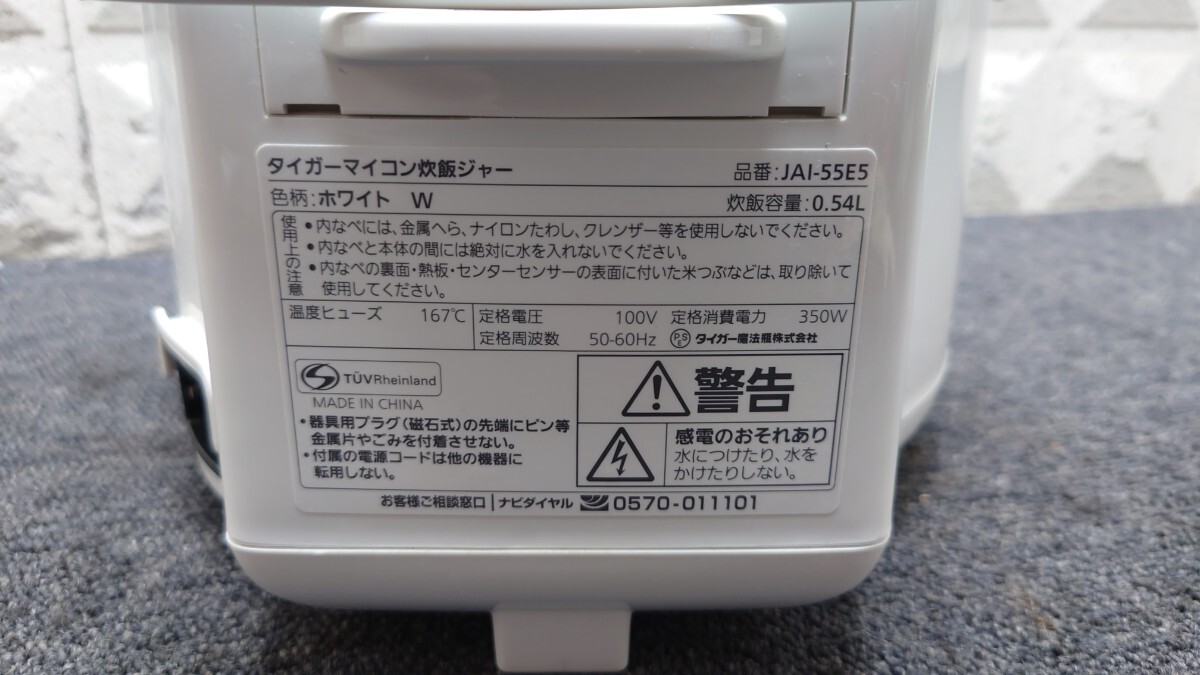 タイガーマイコン炊飯ジャー 品番:JAI-55E5
色柄:ホワイト W 炊飯容量:0.54L
使用上の注意
•内なべには、金属へら、ナイロンたわし、クレンザー等を使用しないでください。
•内なべと本体の間には絶対に水を入れないでください。
•内なべの裏面・熱板・センターセンサーの表面に付いた米つぶなどは、取り除いて
使用してください。
温度ヒューズ 167℃ 定格電圧 100V 定格消費電力 350W
定格周波数 50-60Hz PSE タイガー魔法瓶株式会社
TÜVRheinland
MADE IN CHINA
•器具用プラグ(磁石式)の先端にピン等
金属片やごみを付着させない。
•付属の電源コードは他の機器に
転用しない。
警告
感電のおそれあり
水につけたり、水を
かけたりしない。
お客様ご相談窓口|ナビダイヤル 0570-011101